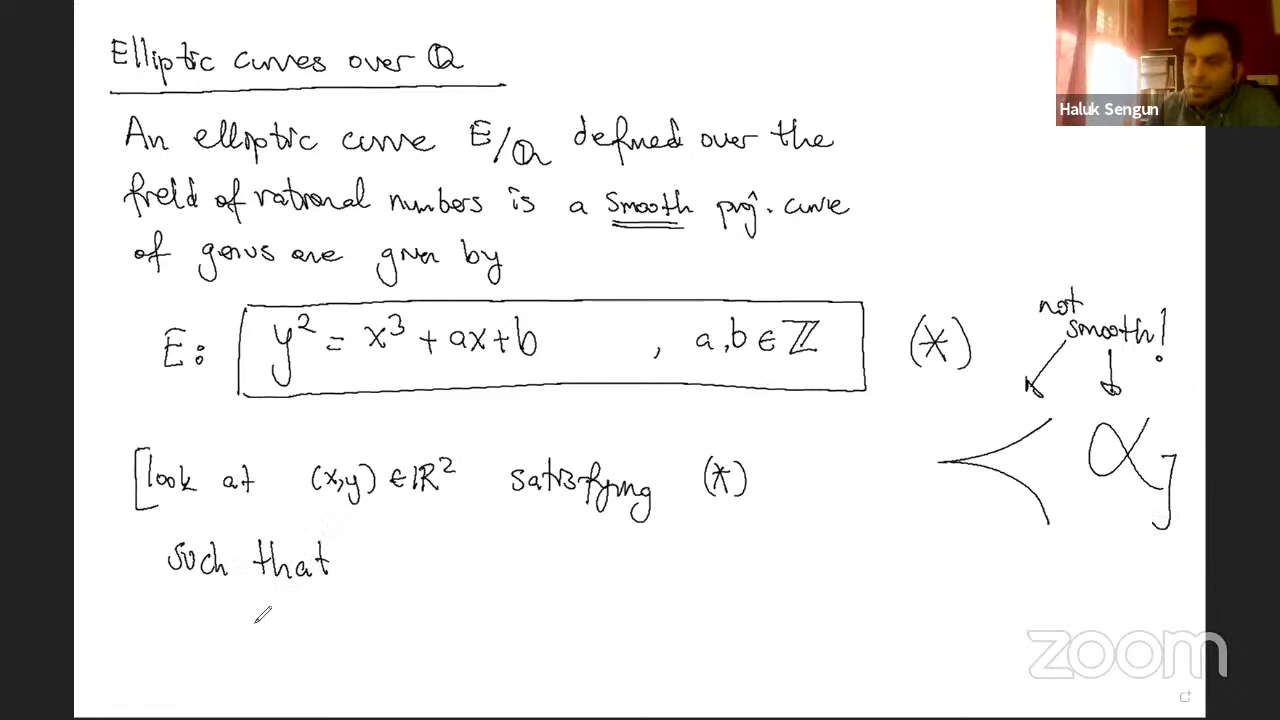 Elliptic curves over ℚ
Haluk Sengun
An elliptic curve E/ℚ defined over the
field of rational numbers is a smooth proj. curve
of genus one given by
E: y² = x³ + ax + b , a,b ∈ ℤ (*)
not
smooth!
[look at (x,y) ∈ ℝ² satisfying (*)
such that
zoom